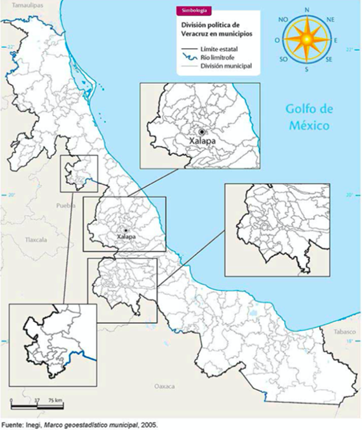 Tamaulipas
Simbología
División política de
Veracruz en municipios
Límite estatal
Río limítrofe
División municipal
N
NO
NE
O
E
SO
SE
S
Golfo de
México
Xalapa
Puebla
Xalapa
Tlaxcala
Tabasco
Oaxaca
0 37 75 km
Fuente: Inegi, Marco geoestadístico municipal, 2005.